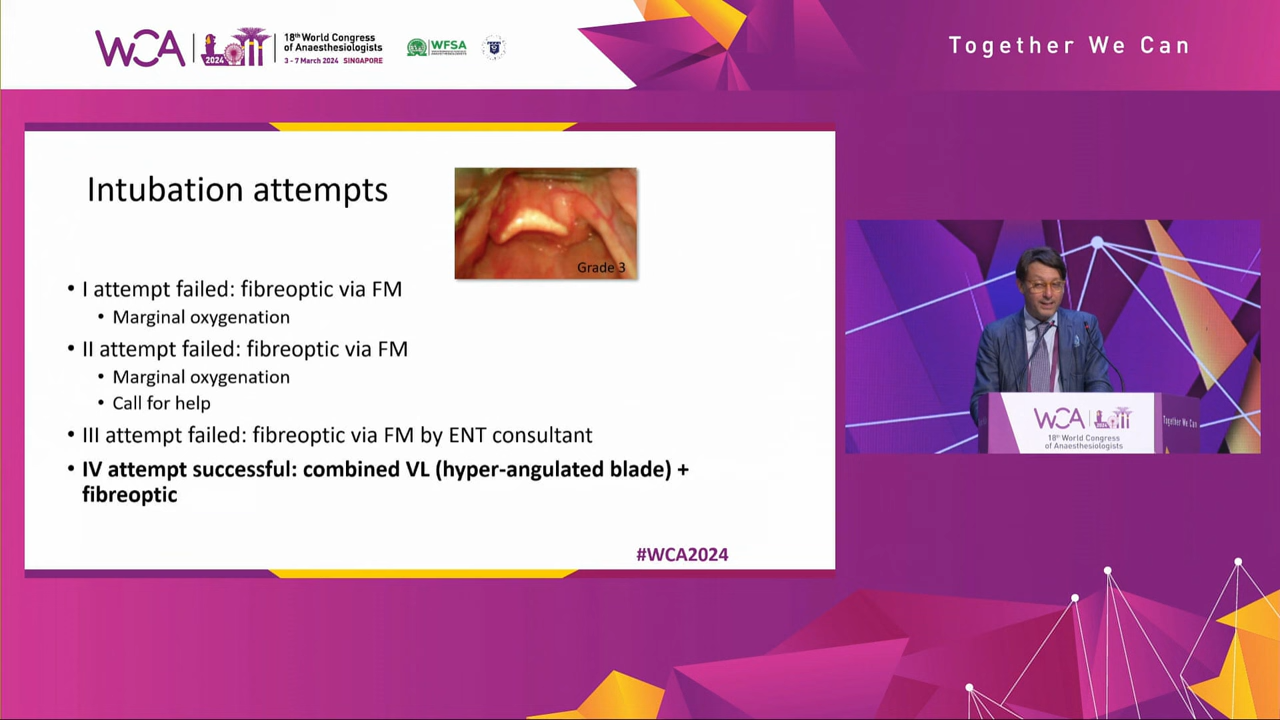 WCA
2024
18th World Congress
of Anaesthesiologists
3 - 7 March 2024 SINGAPORE
WFSA
Together We Can
Intubation attempts
Grade 3
• I attempt failed: fibreoptic via FM
• Marginal oxygenation
• II attempt failed: fibreoptic via FM
• Marginal oxygenation
• Call for help
• III attempt failed: fibreoptic via FM by ENT consultant
• IV attempt successful: combined VL (hyper-angulated blade) +
fibreoptic
#WCA2024
WCA
18th World Congress
of Anaesthesiologists
Together We Can